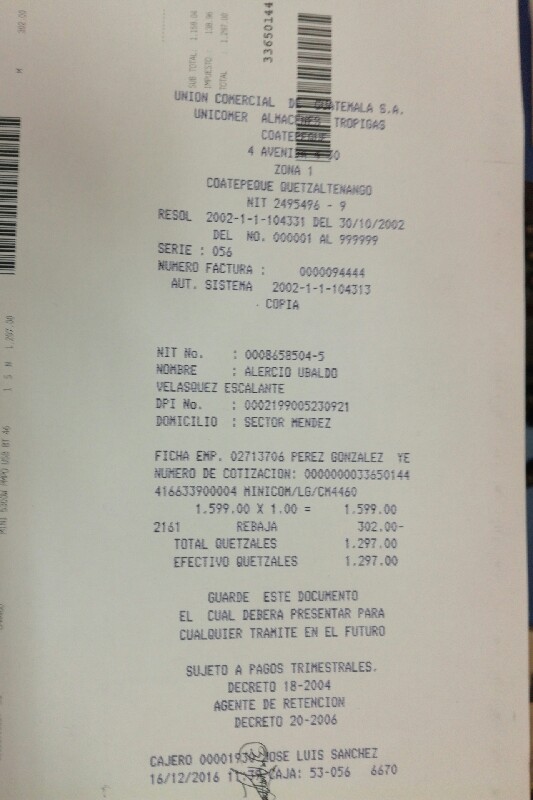 33650144
SUB TOTAL: 1,158.04
IMPUESTO: 138.96
TOTAL 1,297.00
UNION COMERCIAL DE GUATEMALA S.A.
UNICOMER ALMACENES TROPIGAS
COATEPEQUE
4 AVENIDA
ZONA 1
COATEPEQUE QUETZALTENANGO
NIT 2495496 - 9
RESOL 2002-1-1-104331 DEL 30/10/2002
DEL NO. 000001 AL 999999
SERIE : 056
NUMERO FACTURA : 0000094444
AUT. SISTEMA 2002-1-1-104313
COPIA
NIT No. : 0008658504-5
NOMBRE : ALERCIO UBALDO
VELASQUEZ ESCALANTE
DPI No. : 0002199005230921
DOMICILIO : SECTOR MENDEZ
FICHA EMP. 02713706 PEREZ GONZALEZ YE
NUMERO DE COTIZACION: 0000000033650144
416633900004 MINICOM/LG/CM4460
1.599.00 X 1.00 = 1.599.00
2161 REBAJA 302.00-
TOTAL QUETZALES 1.297.00
EFECTIVO QUETZALES 1.297.00
GUARDE ESTE DOCUMENTO
EL CUAL DEBERA PRESENTAR PARA
CUALQUIER TRAMITE EN EL FUTURO
SUJETO A PAGOS TRIMESTRALES.
DECRETO 18-2004
AGENTE DE RETENCION
DECRETO 20-2006
CAJERO 00001930 JOSE LUIS SANCHEZ
16/12/2016 CAJA: 53-056 6670